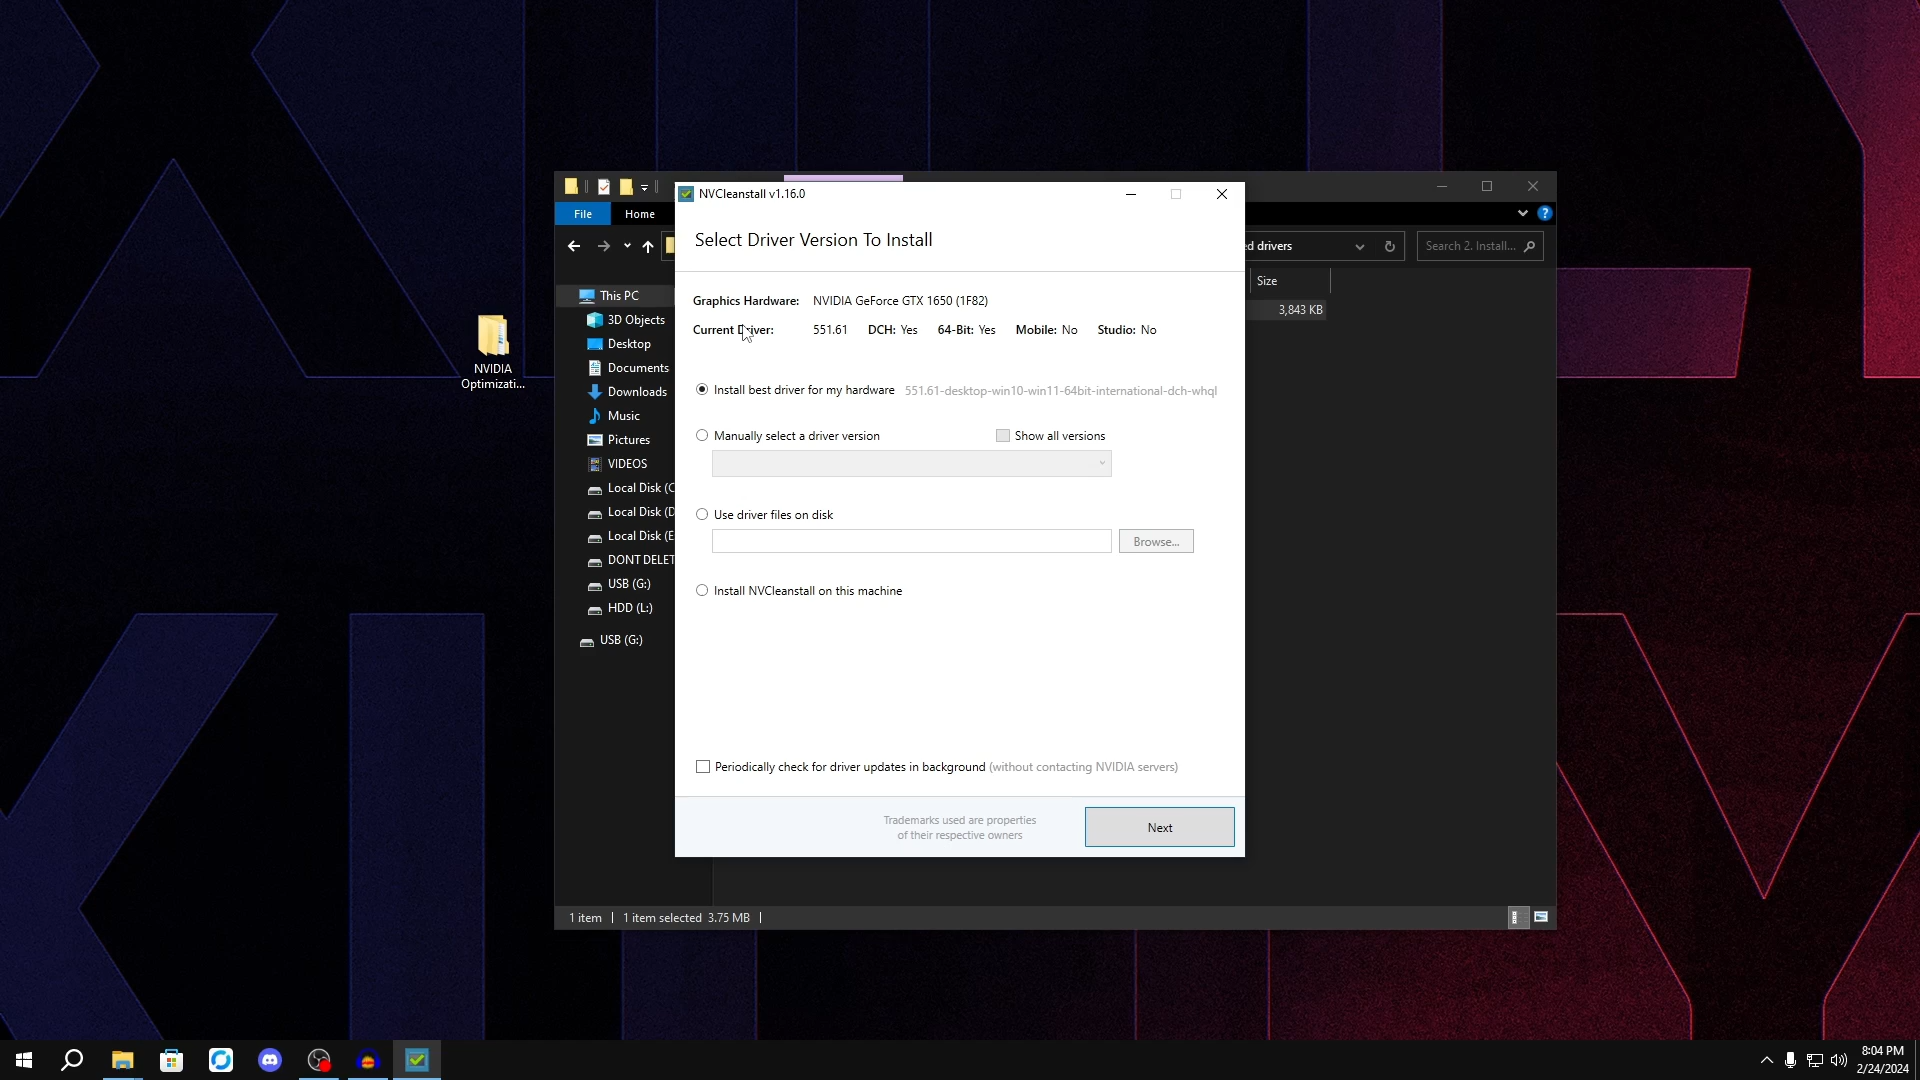 NVIDIA
Optimizati...
File
Home
ed drivers
Search 2. Install...
Size
3,843 KB
This PC
3D Objects
Desktop
Documents
Downloads
Music
Pictures
VIDEOS
Local Disk (C
Local Disk (D
Local Disk (E
DONT DELET
USB (G:)
HDD (L:)
USB (G:)
1 item
1 item selected 3.75 MB
NVCleanstall v1.16.0
Select Driver Version To Install
Graphics Hardware: NVIDIA GeForce GTX 1650 (1F82)
Current Driver: 551.61 DCH: Yes 64-Bit: Yes Mobile: No Studio: No
Install best driver for my hardware 551.61-desktop-win10-win11-64bit-international-dch-whql
Manually select a driver version Show all versions
Use driver files on disk
Browse...
Install NVCleanstall on this machine
Periodically check for driver updates in background (without contacting NVIDIA servers)
Trademarks used are properties
of their respective owners
Next
8:04 PM
2/24/2024